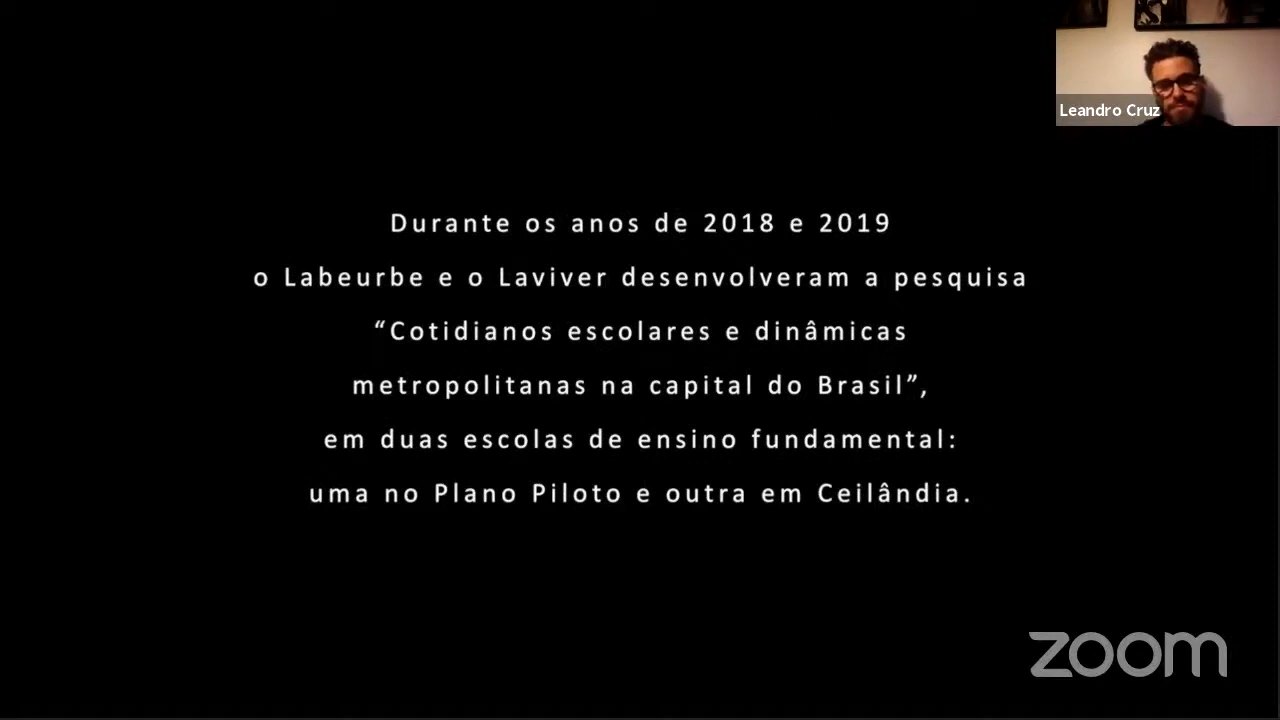 Leandro Cruz
Durante os anos de 2018 e 2019
o Labeurbe e o Laviver desenvolveram a pesquisa
“Cotidianos escolares e dinâmicas
metropolitanas na capital do Brasil”,
em duas escolas de ensino fundamental:
uma no Plano Piloto e outra em Ceilândia.
zoom